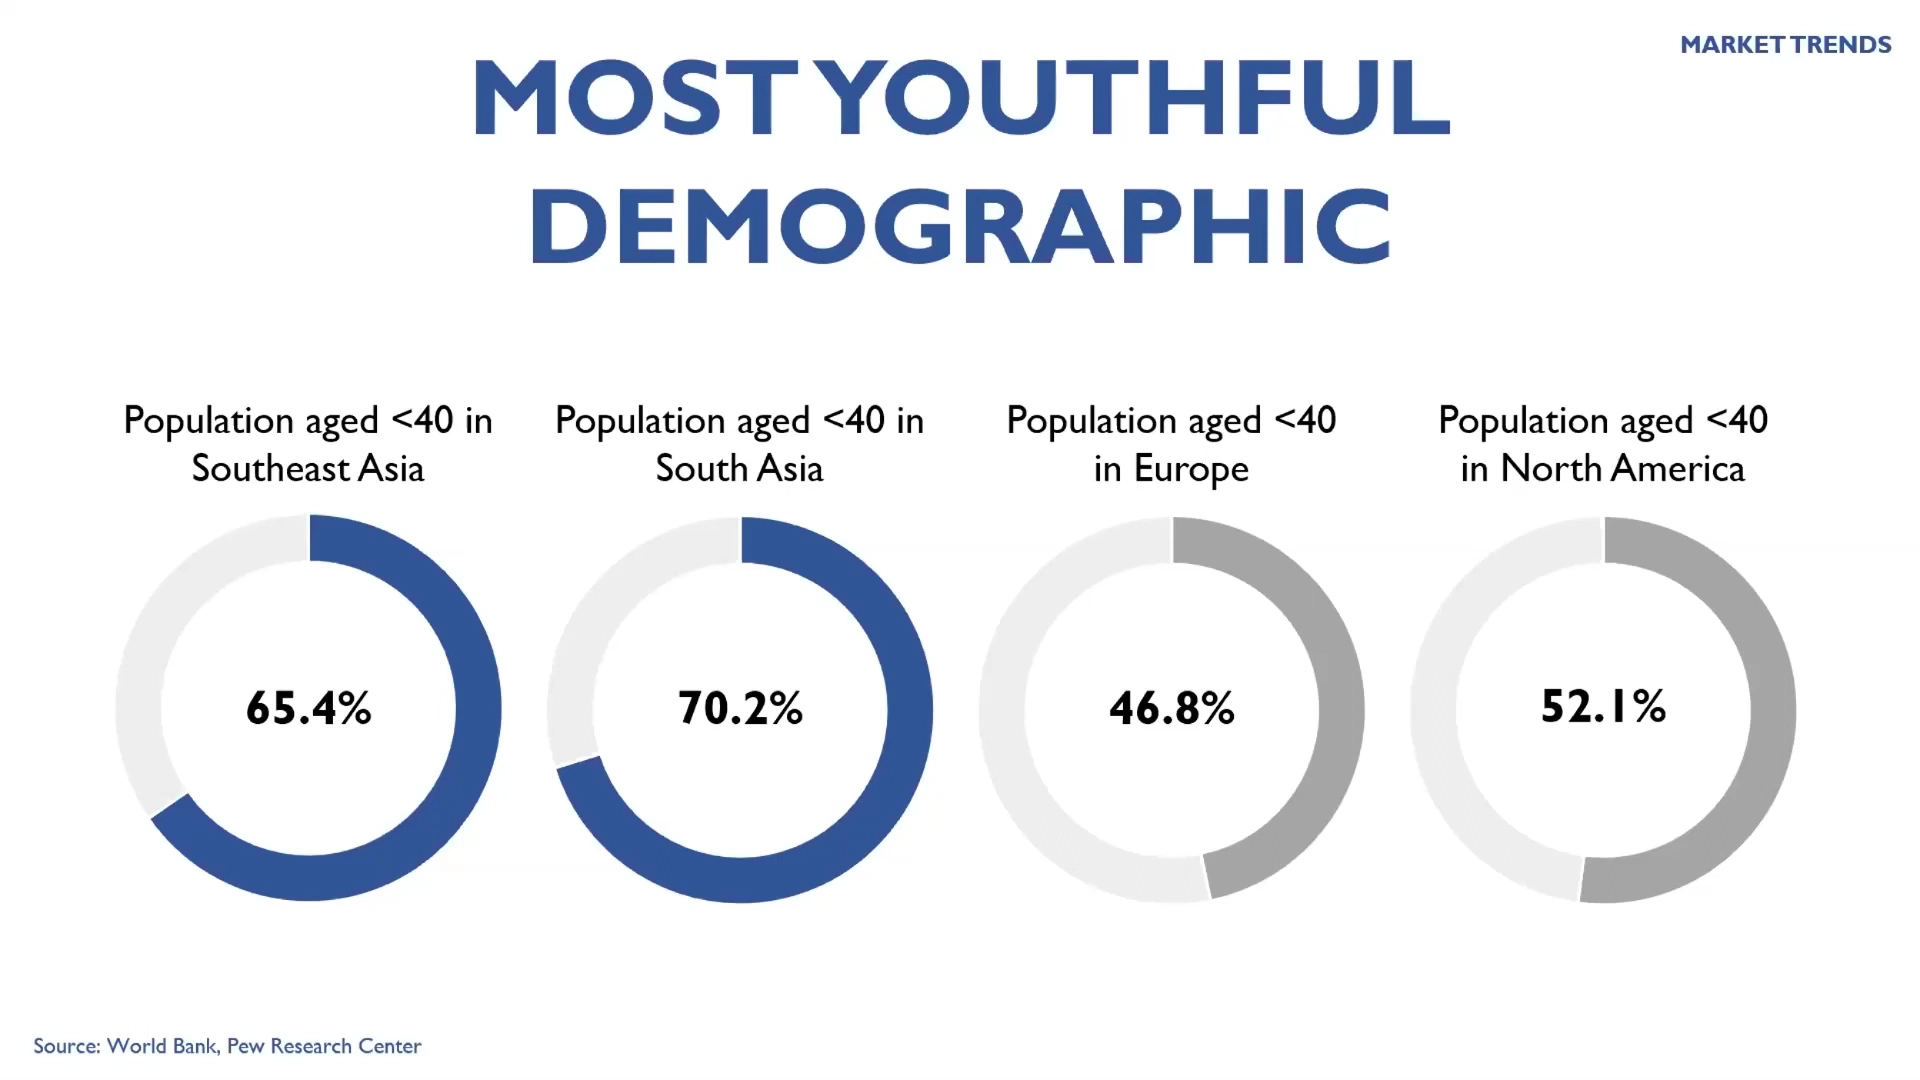 MARKET TRENDS
MOST YOUTHFUL
DEMOGRAPHIC
Population aged <40 in
Southeast Asia
65.4%
Population aged <40 in
South Asia
70.2%
Population aged <40
in Europe
46.8%
Population aged <40
in North America
52.1%
Source: World Bank, Pew Research Center